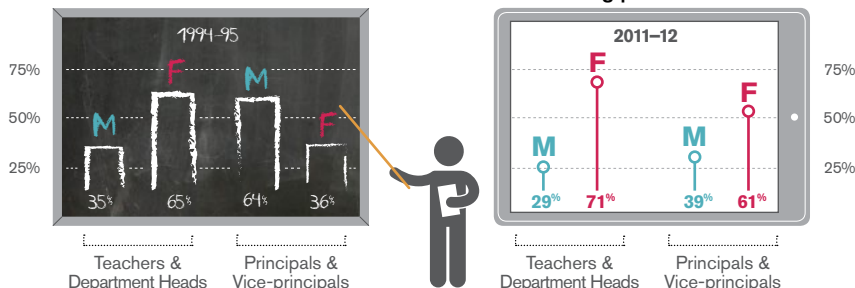 1994-95
75%
50%
25%
M
F
M
F
35%
65%
64%
36%
Teachers &
Department Heads
Principals &
Vice-principals
2011–12
75%
50%
25%
M
F
M
F
29%
71%
39%
61%
Teachers &
Department Heads
Principals &
Vice-principals